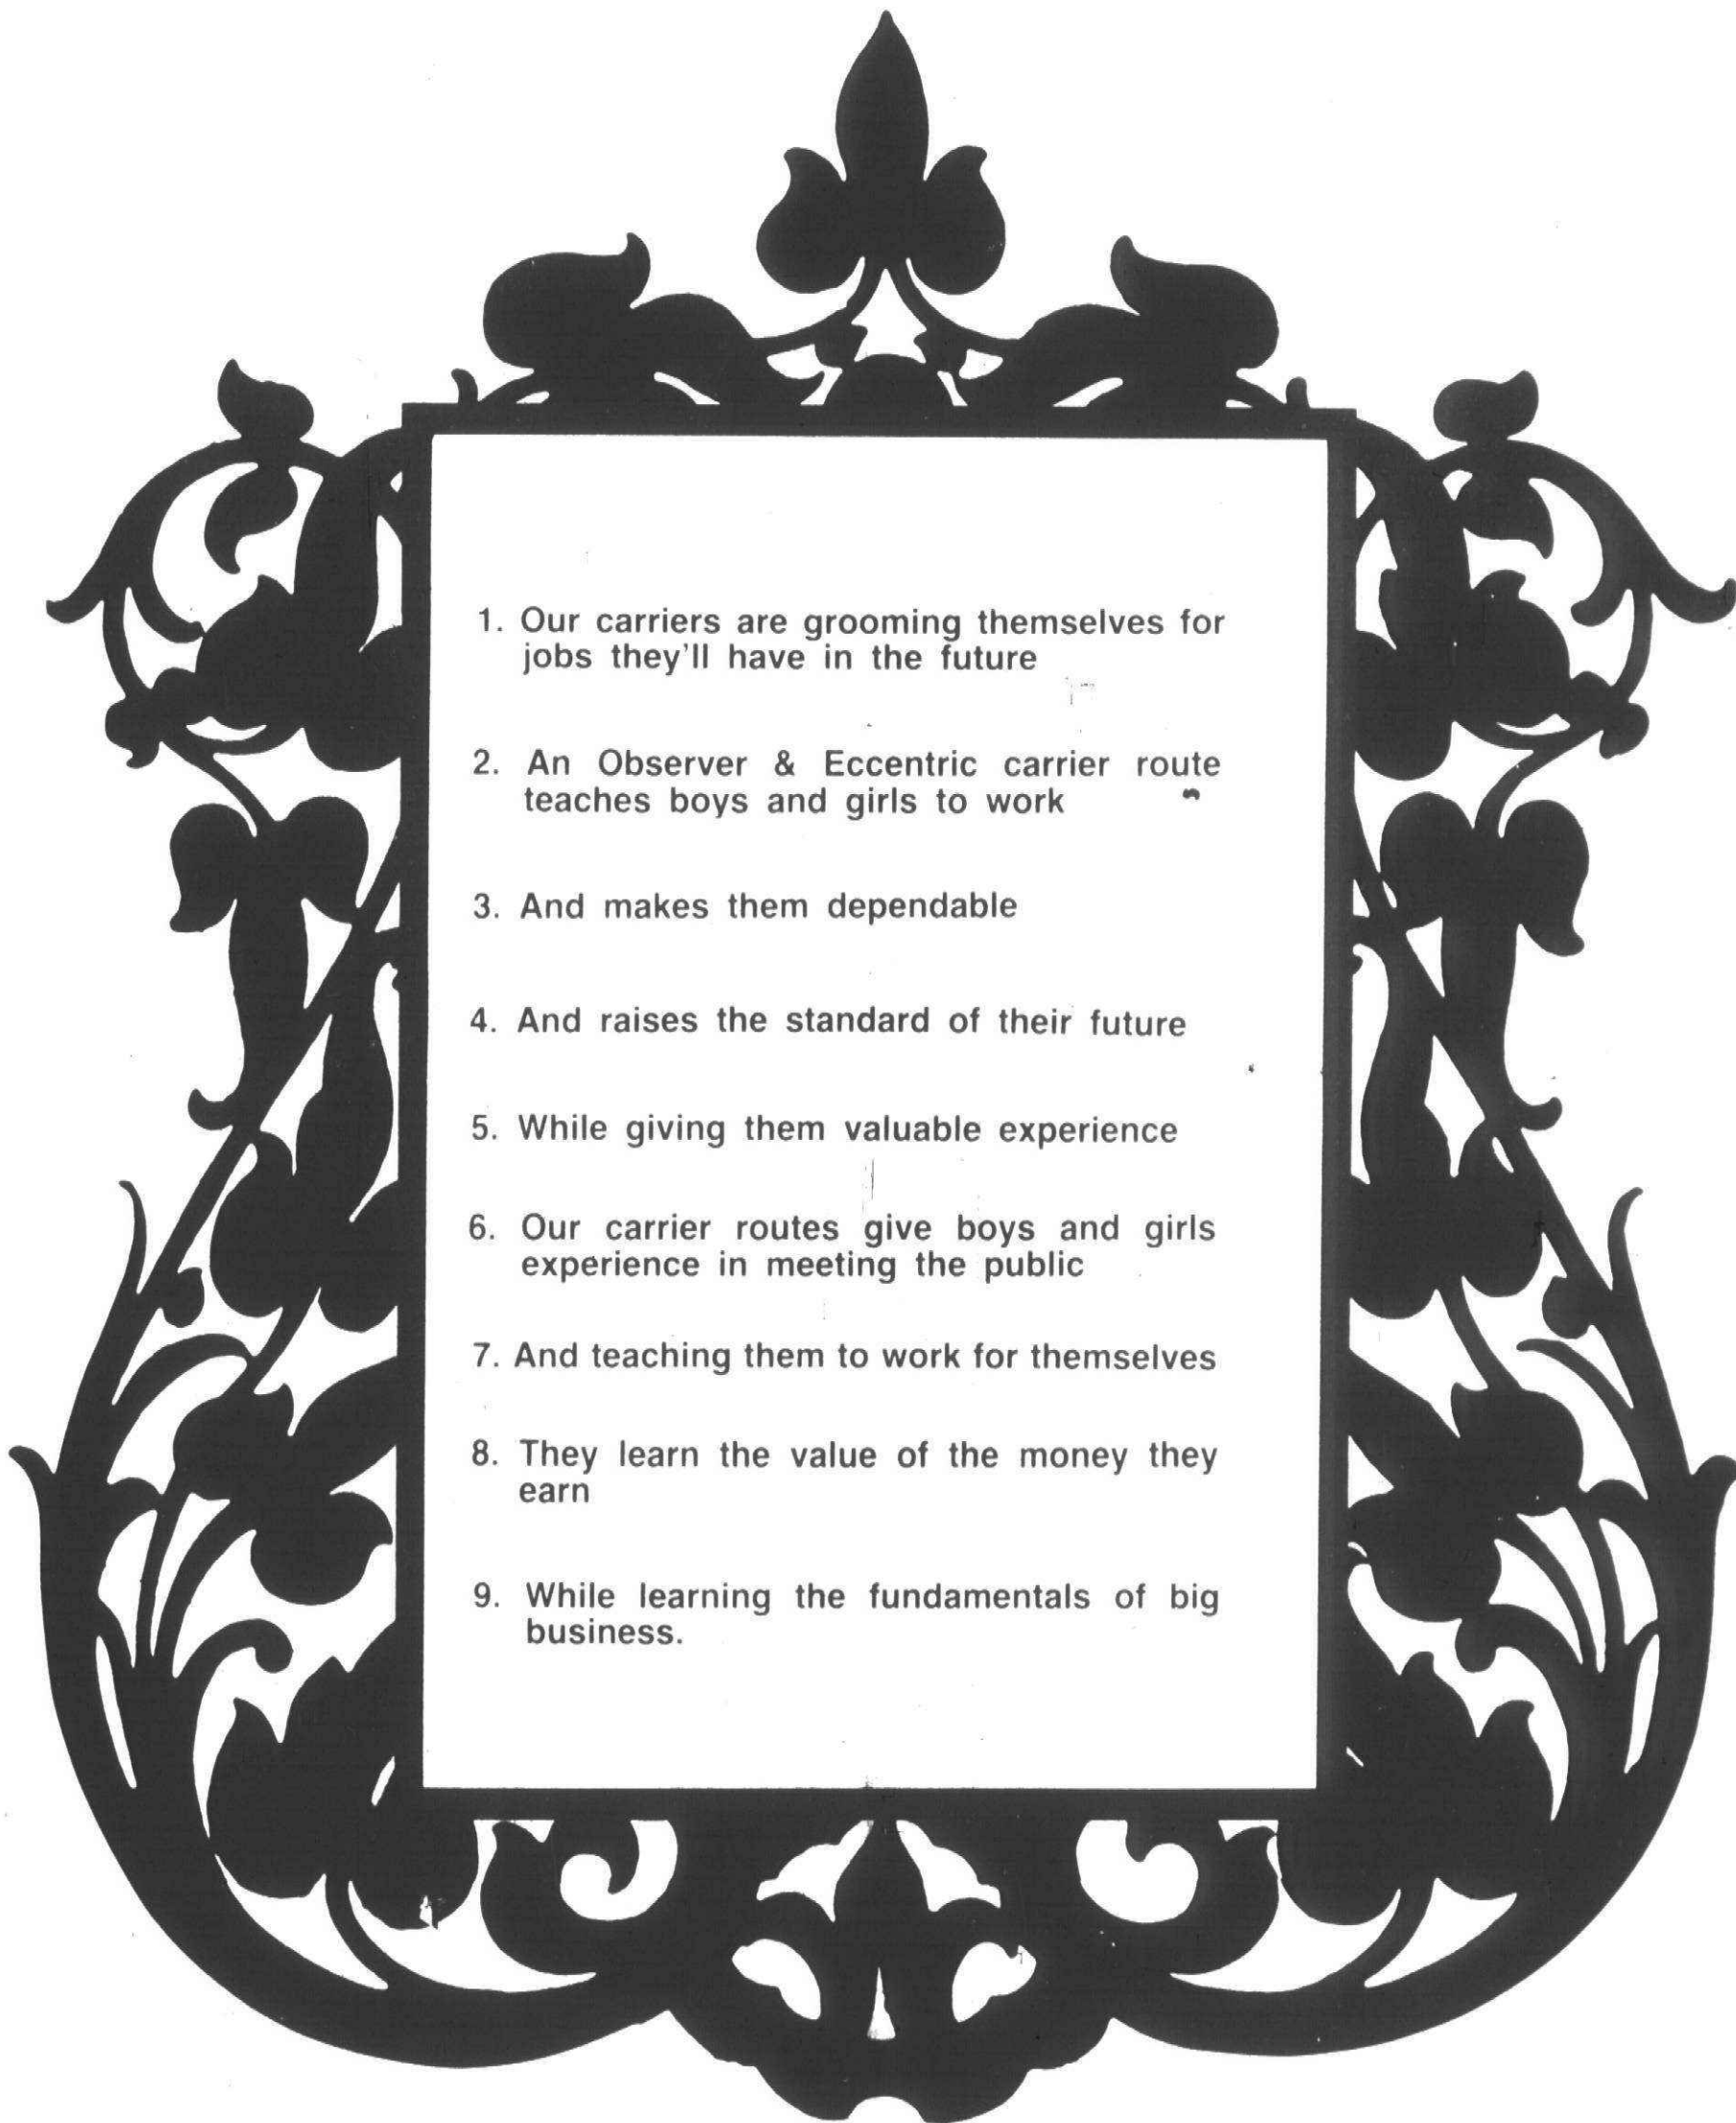 1. Our carriers are grooming themselves for
jobs they'll have in the future
2. An Observer & Eccentric carrier route
teaches boys and girls to work
3. And makes them dependable
4. And raises the standard of their future
5. While giving them valuable experience
6. Our carrier routes give boys and girls
experience in meeting the public
7. And teaching them to work for themselves
8. They learn the value of the money they
earn
9. While learning the fundamentals of big
business.